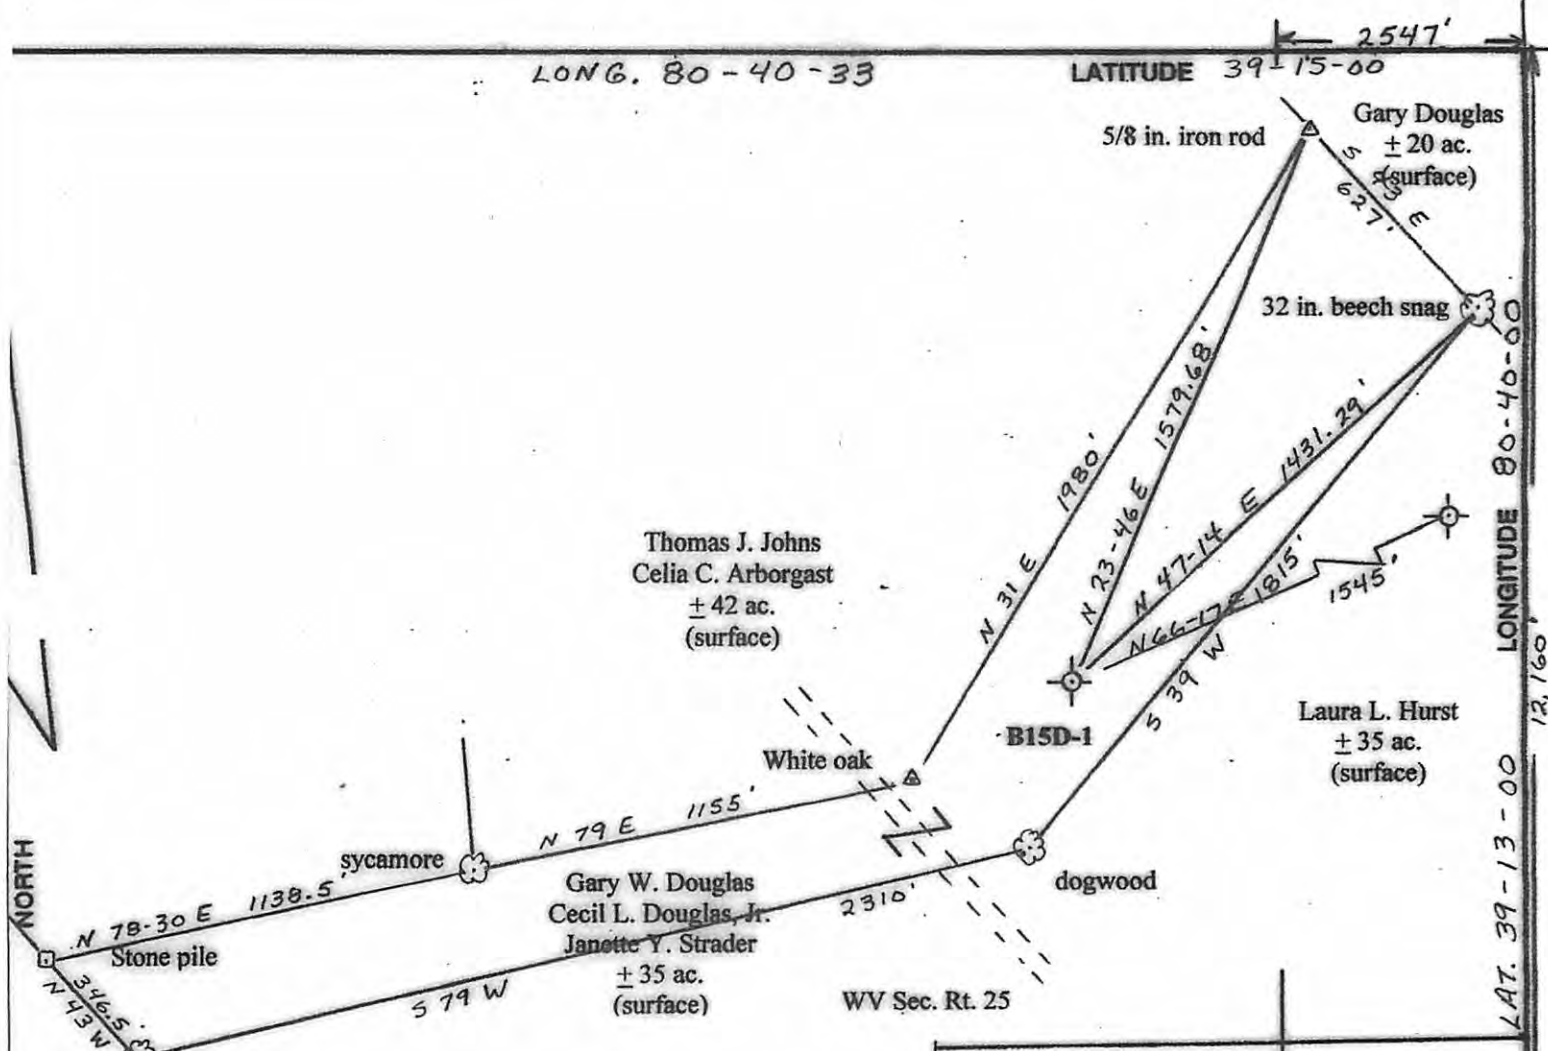 2547'
LONG. 80-40-33
LATITUDE 39-15-00
5/8 in. iron rod
Gary Douglas
± 20 ac.
(surface)
S 43 E
627'
32 in. beech snag
LONGITUDE 80-40-00
N 31 E 1980'
N 23-46 E 1579.68'
N 47-14 E 1431.29'
N 66-17 E
1545'
S 39 W 1815'
Thomas J. Johns
Celia C. Arborgast
± 42 ac.
(surface)
B15D-1
Laura L. Hurst
± 35 ac.
(surface)
12,160'
LAT. 39-13-00
White oak
N 79 E 1155'
sycamore
N 78-30 E 1138.5'
NORTH
Stone pile
Gary W. Douglas
Cecil L. Douglas, Jr.
Janette Y. Strader
± 35 ac.
(surface)
dogwood
S 79 W 2310'
346.5'
N 43 W
WV Sec. Rt. 25